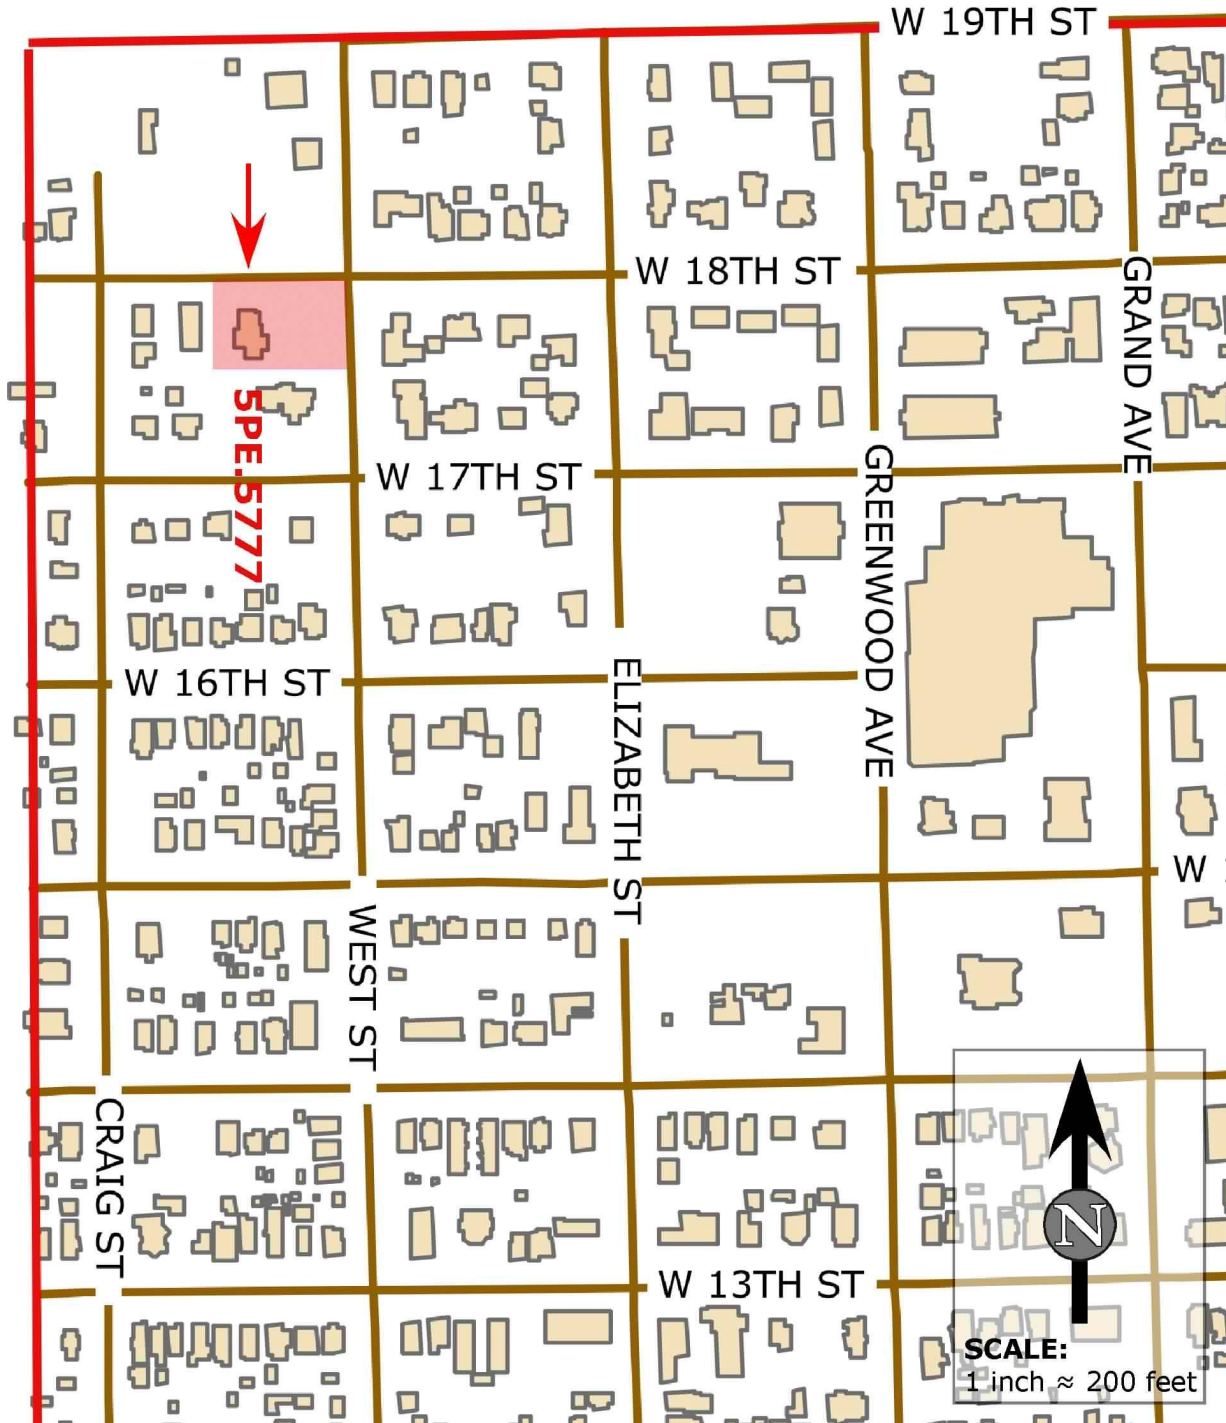 W 19TH ST
W 18TH ST
GRAND AVE
5PE.5777
W 17TH ST
GREENWOOD AVE
W 16TH ST
ELIZABETH ST
W
WEST ST
CRAIG ST
N
W 13TH ST
SCALE:
1 inch ≈ 200 feet